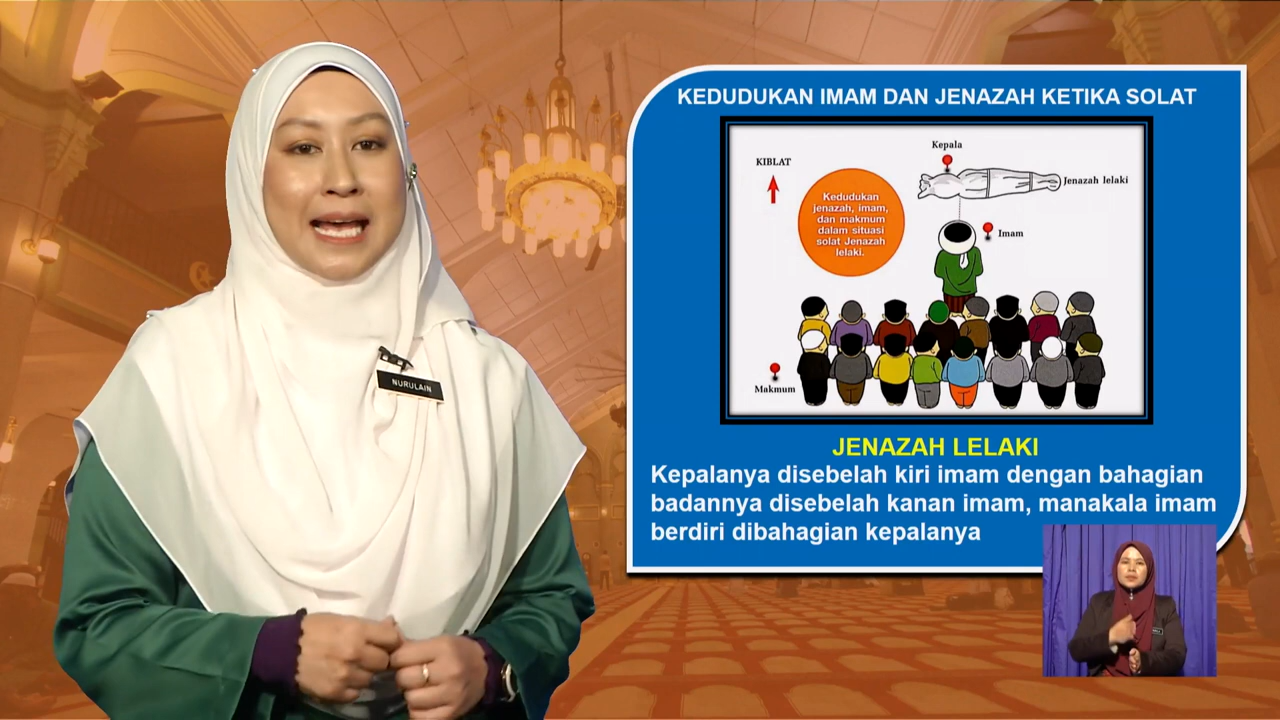 NURULAIN
KEDUDUKAN IMAM DAN JENAZAH KETIKA SOLAT
KIBLAT
Kepala
Jenazah lelaki
Kedudukan
jenazah, imam,
dan makmum
dalam situasi
solat Jenazah
lelaki.
Imam
Makmum
JENAZAH LELAKI
Kepalanya disebelah kiri imam dengan bahagian
badannya disebelah kanan imam, manakala imam
berdiri dibahagian kepalanya